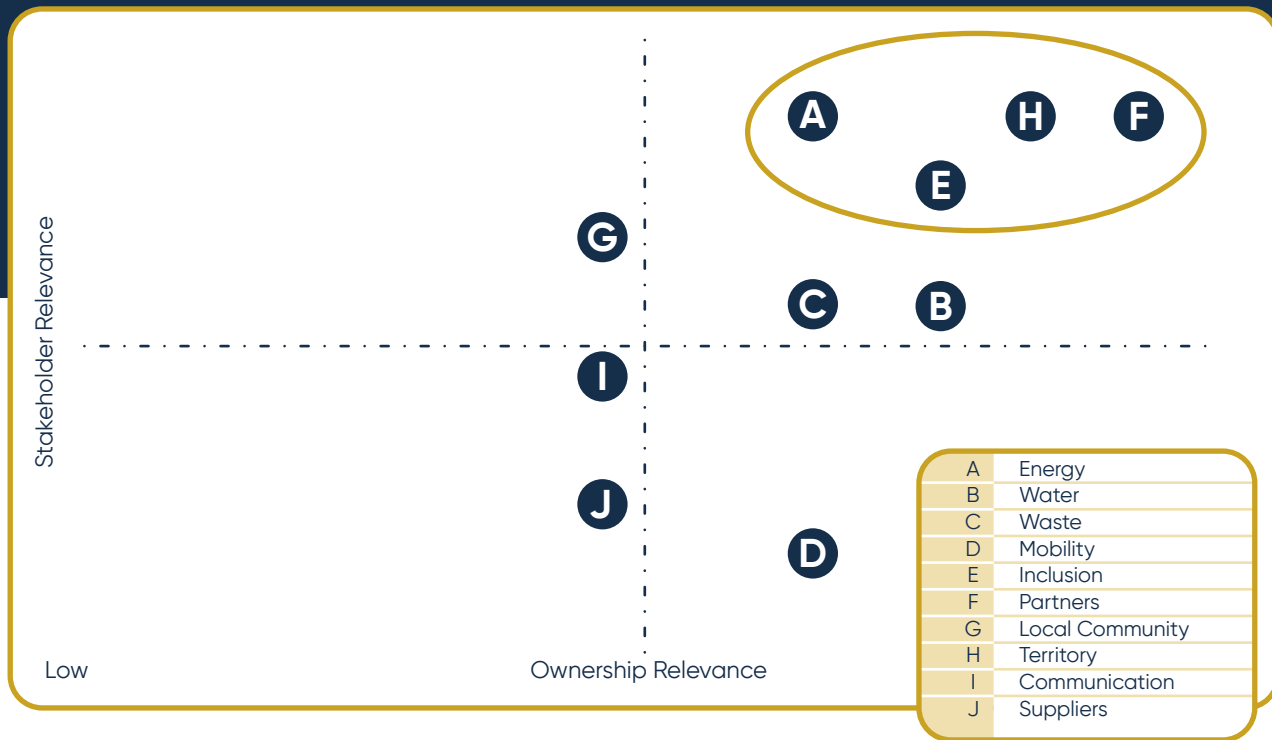 A
H
F
E
G
C
B
I
J
D
Stakeholder Relevance
Low
Ownership Relevance
A Energy
B Water
C Waste
D Mobility
E Inclusion
F Partners
G Local Community
H Territory
I Communication
J Suppliers